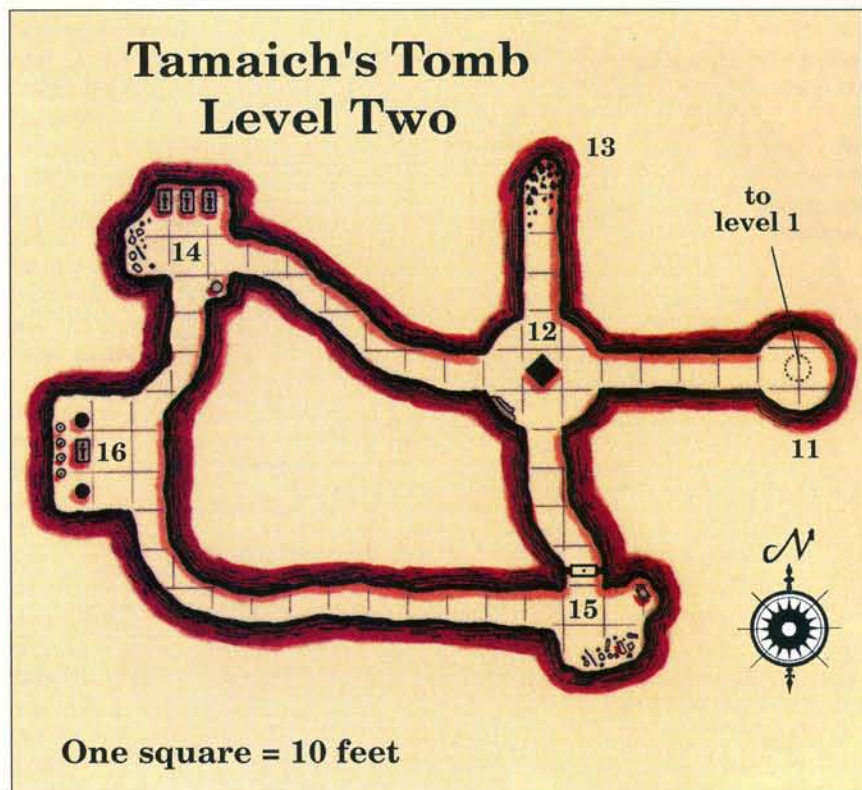 Tamaich's Tomb
Level Two
13
to
level 1
14
12
16
11
N
15
One square = 10 feet